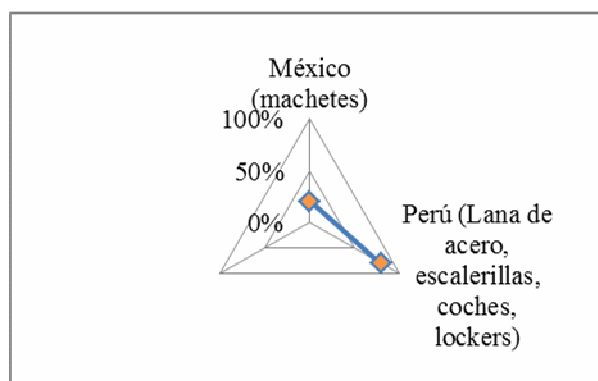 México
(machetes)
100%
50%
0%
Perú (Lana de
acero,
escalerillas,
coches,
lockers)